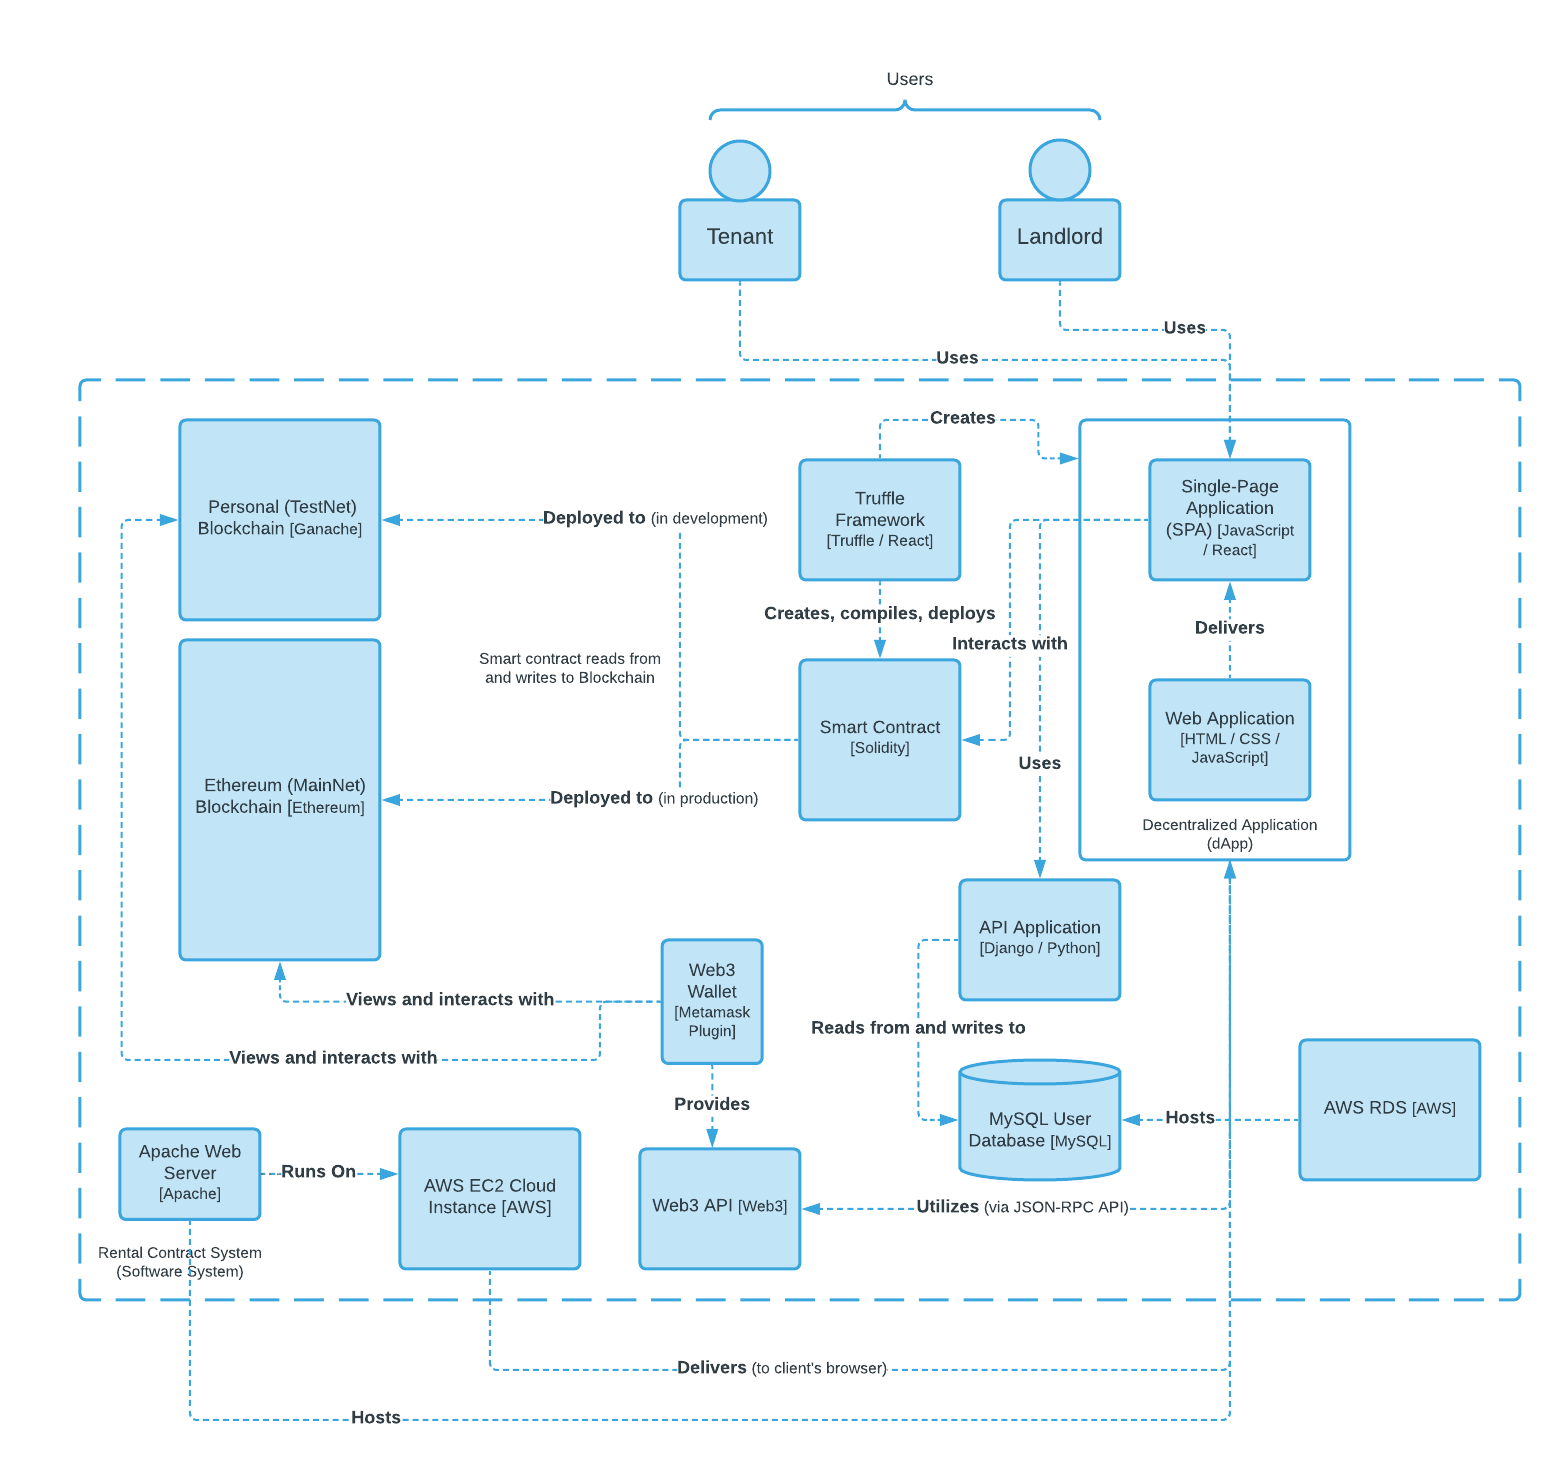 Users
Tenant
Landlord
Uses
Uses
Creates
Personal (TestNet)
Blockchain [Ganache]
Deployed to (in development)
Truffle
Framework
[Truffle / React]
Single-Page
Application
(SPA) [JavaScript
/ React]
Creates, compiles, deploys
Interacts with
Delivers
Smart contract reads from
and writes to Blockchain
Smart Contract
[Solidity]
Web Application
[HTML / CSS /
JavaScript]
Uses
Ethereum (MainNet)
Blockchain [Ethereum]
Deployed to (in production)
Decentralized Application
(dApp)
API Application
[Django / Python]
Web3
Wallet
[Metamask
Plugin]
Views and interacts with
Views and interacts with
Reads from and writes to
Provides
MySQL User
Database [MySQL]
Hosts
AWS RDS [AWS]
Apache Web
Server
[Apache]
Runs On
AWS EC2 Cloud
Instance [AWS]
Web3 API [Web3]
Utilizes (via JSON-RPC API)
Rental Contract System
(Software System)
Delivers (to client's browser)
Hosts